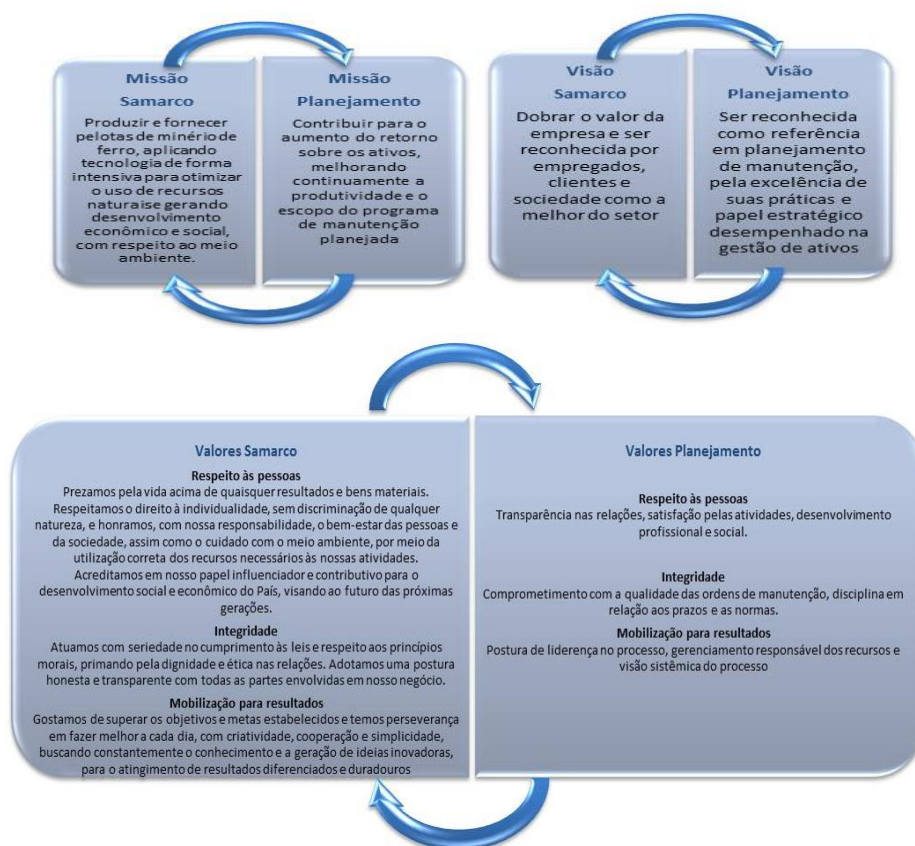 Missão
Samarco
Produzir e fornecer
pelotas de minério de
ferro, aplicando
tecnologia de forma
intensiva para otimizar
o uso de recursos
naturais e gerando
desenvolvimento
econômico e social,
com respeito ao meio
ambiente.
Missão
Planejamento
Contribuir para o
aumento do retorno
sobre os ativos,
melhorando
continuamente a
produtividade e o
escopo do programa
de manutenção
planejada
Visão
Samarco
Dobrar o valor da
empresa e ser
reconhecida por
empregados,
clientes e
sociedade como a
melhor do setor
Visão
Planejamento
Ser reconhecida
como referência
em planejamento
de manutenção,
pela excelência de
suas práticas e
papel estratégico
desempenhado na
gestão de ativos
Valores Samarco
Respeito às pessoas
Prezamos pela vida acima de quaisquer resultados e bens materiais.
Respeitamos o direito à individualidade, sem discriminação de qualquer
natureza, e honramos, com nossa responsabilidade, o bem-estar das pessoas e
da sociedade, assim como o cuidado com o meio ambiente, por meio da
utilização correta dos recursos necessários às nossas atividades.
Acreditamos em nosso papel influenciador e contributivo para o
desenvolvimento social e econômico do País, visando ao futuro das próximas
gerações.
Integridade
Atuamos com seriedade no cumprimento às leis e respeito aos princípios
morais, primando pela dignidade e ética nas relações. Adotamos uma postura
honesta e transparente com todas as partes envolvidas em nosso negócio.
Mobilização para resultados
Gostamos de superar os objetivos e metas estabelecidos e temos perseverança
em fazer melhor a cada dia, com criatividade, cooperação e simplicidade,
buscando constantemente o conhecimento e a geração de ideias inovadoras,
para o atingimento de resultados diferenciados e duradouros
Valores Planejamento
Respeito às pessoas
Transparência nas relações, satisfação pelas atividades, desenvolvimento
profissional e social.
Integridade
Comprometimento com a qualidade das ordens de manutenção, disciplina em
relação aos prazos e as normas.
Mobilização para resultados
Postura de liderença no processo, gerenciamento responsável dos recursos e
visão sistêmica do processo